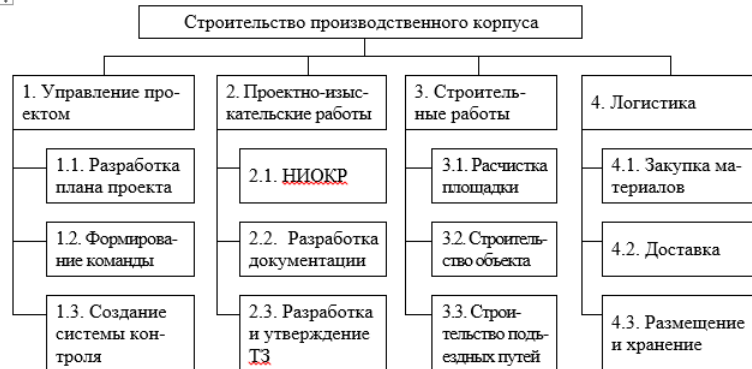 Строительство производственного корпуса
1. Управление про-
ектом
2. Проектно-изыс-
кательские работы
3. Строитель-
ные работы
4. Логистика
1.1. Разработка
плана проекта
2.1. НИОКР
3.1. Расчистка
площадки
4.1. Закупка ма-
териалов
1.2. Формирова-
ние команды
2.2. Разработка
документации
3.2. Строитель-
ство объекта
4.2. Доставка
1.3. Создание
системы кон-
троля
2.3. Разработка
и утверждение
ТЗ
3.3. Строи-
тельство подъ-
ездных путей
4.3. Размещение
и хранение